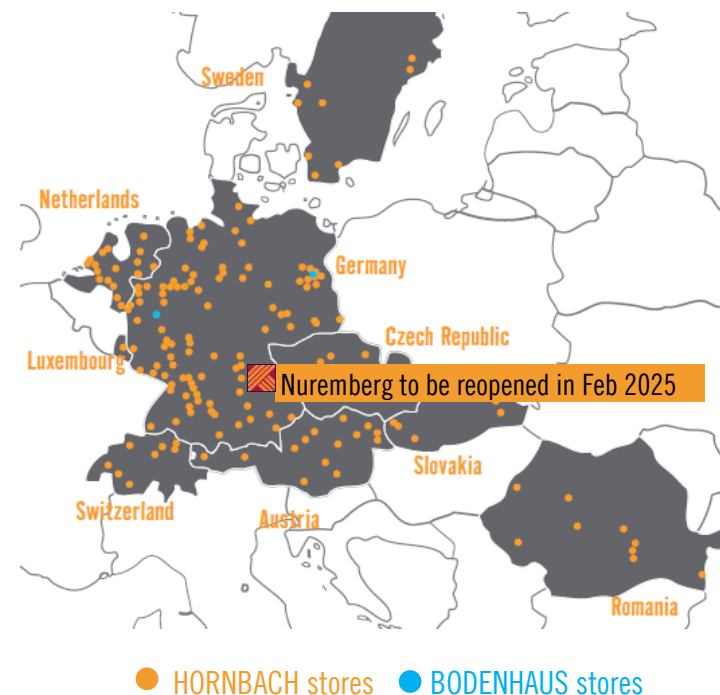 Sweden
Netherlands
Germany
Czech Republic
Luxembourg
Nuremberg to be reopened in Feb 2025
Slovakia
Switzerland
Austria
Romania
HORNBACH stores
BODENHAUS stores